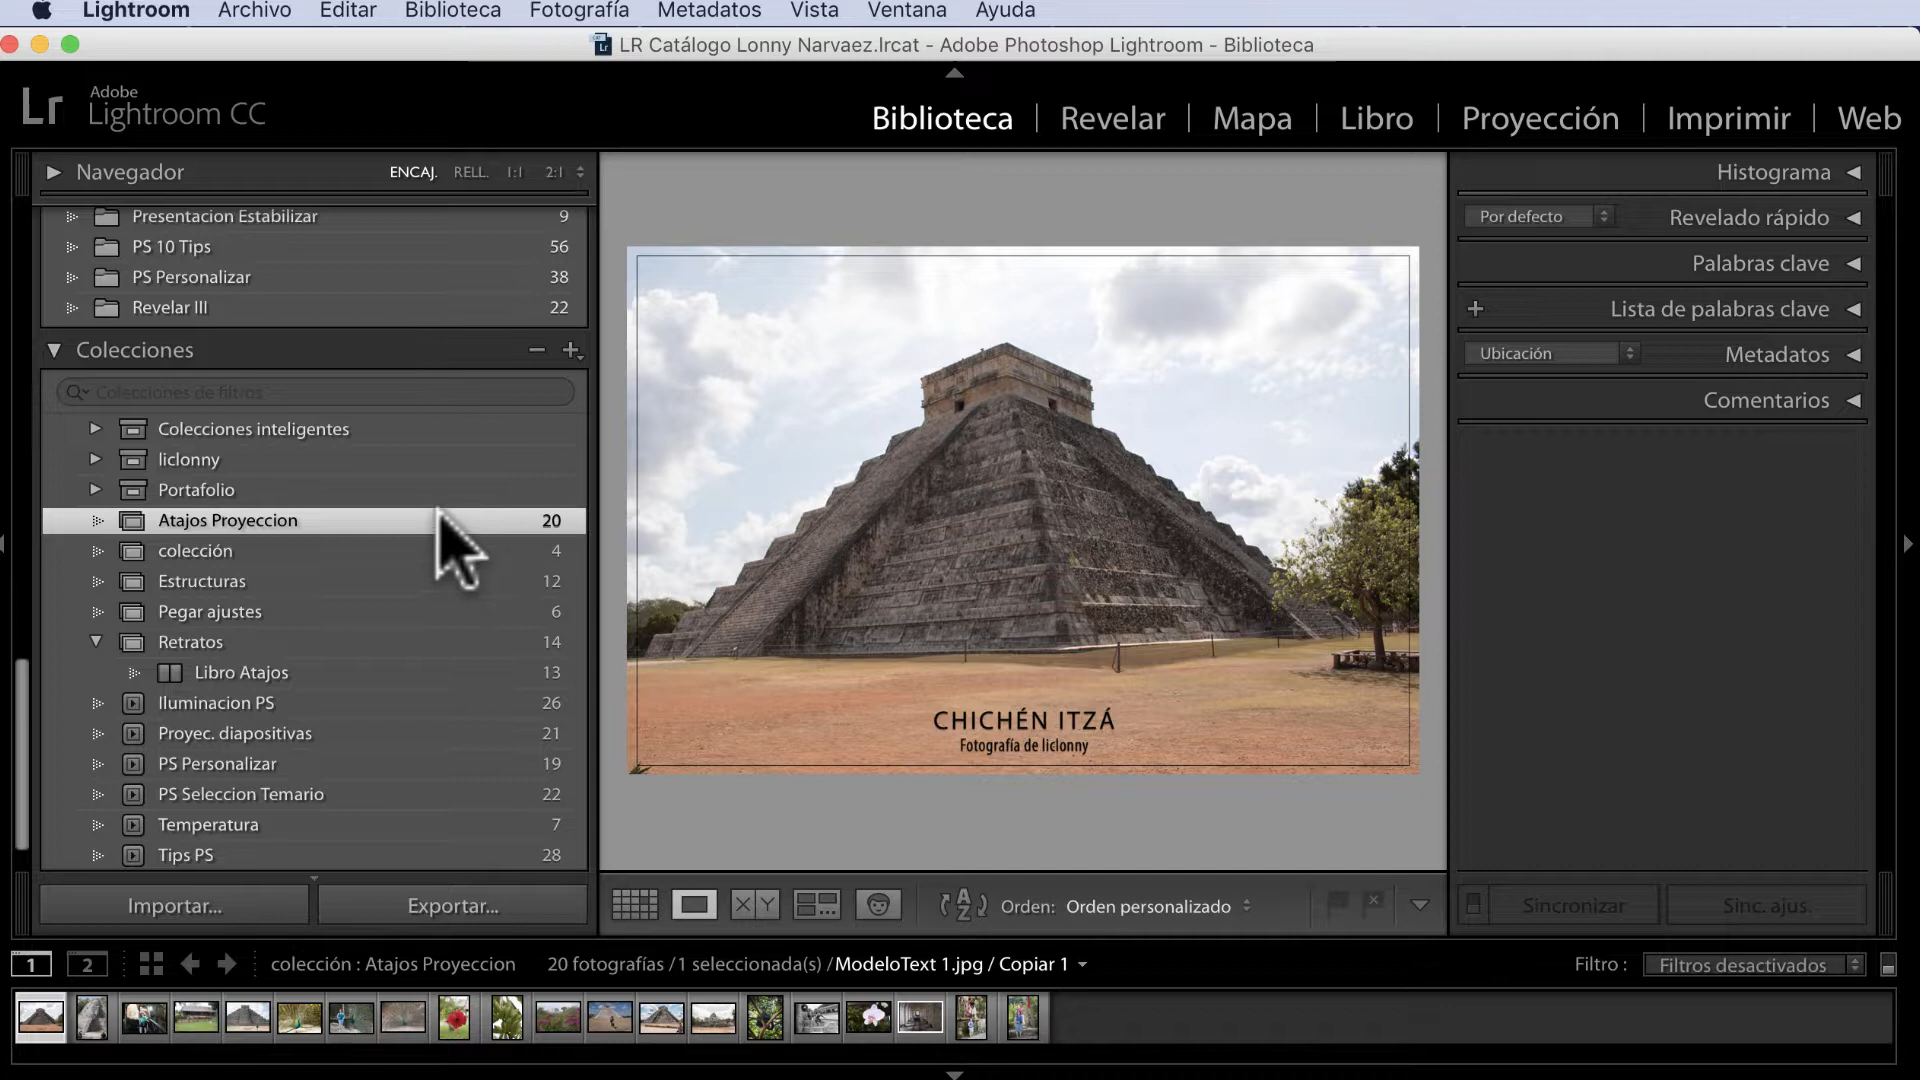 Lightroom Archivo Editar Biblioteca Fotografía Metadatos Vista Ventana Ayuda
LR Catálogo Lonny Narvaez.lrcat - Adobe Photoshop Lightroom - Biblioteca
Lr Adobe
Lightroom CC
Biblioteca | Revelar | Mapa | Libro | Proyección | Imprimir | Web
Navegador ENCAJ. RELL. 1:1 2:1
Presentacion Estabilizar 9
PS 10 Tips 56
PS Personalizar 38
Revelar III 22
Colecciones
Colecciones de filtros
Colecciones inteligentes
liclonny
Portafolio
Atajos Proyeccion 20
colección 4
Estructuras 12
Pegar ajustes 6
Retratos 14
Libro Atajos 13
Iluminacion PS 26
Proyec. diapositivas 21
PS Personalizar 19
PS Seleccion Temario 22
Temperatura 7
Tips PS 28
Importar... Exportar...
CHICHÉN ITZÁ
Fotografía de liclonny
XY
Orden: Orden personalizado
Histograma
Por defecto Revelado rápido
Palabras clave
Lista de palabras clave
Ubicación Metadatos
Comentarios
Sincronizar Sinc. ajus.
1 2 colección : Atajos Proyeccion 20 fotografías /1 seleccionada(s) /ModeloText 1.jpg / Copiar 1
Filtro : Filtros desactivados